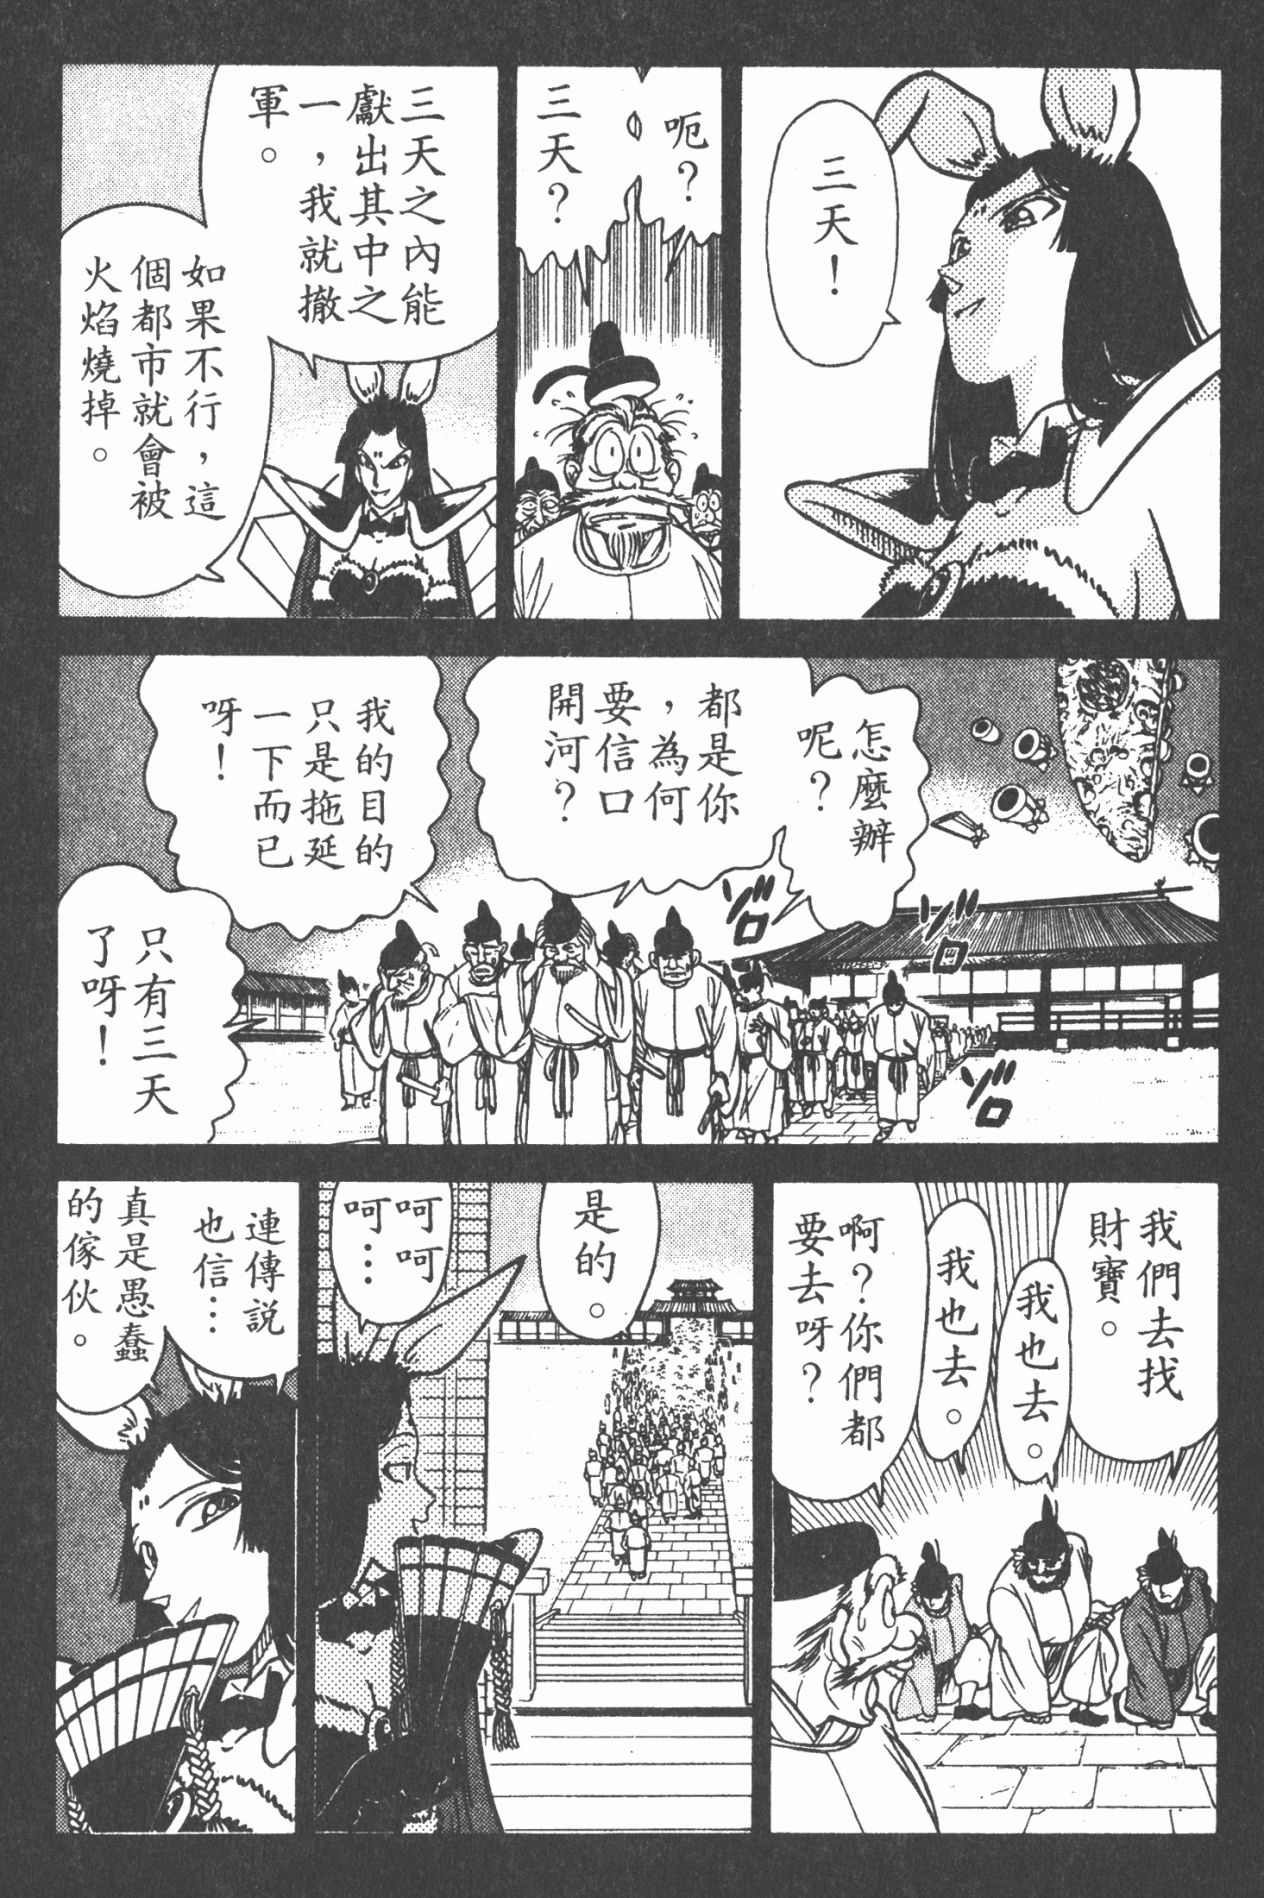 三天！
呃？
三天？
三天之內能
獻出其中之
一，我就撤
軍。
如果不行，這
個都市就會被
火焰燒掉。
怎麼辦
呢？
都是你
，為何
要信口
開河？
我的目的
只是拖延
一下而已
呀！
只有三天
了呀！
ゾロ
ゾロ
ゾロ
我們去找
財寶。
我也去。
我也去。
啊？你們都
要去呀？
是的。
呵呵
呵…
連傳說
也信…
真是愚蠢
的傢伙。